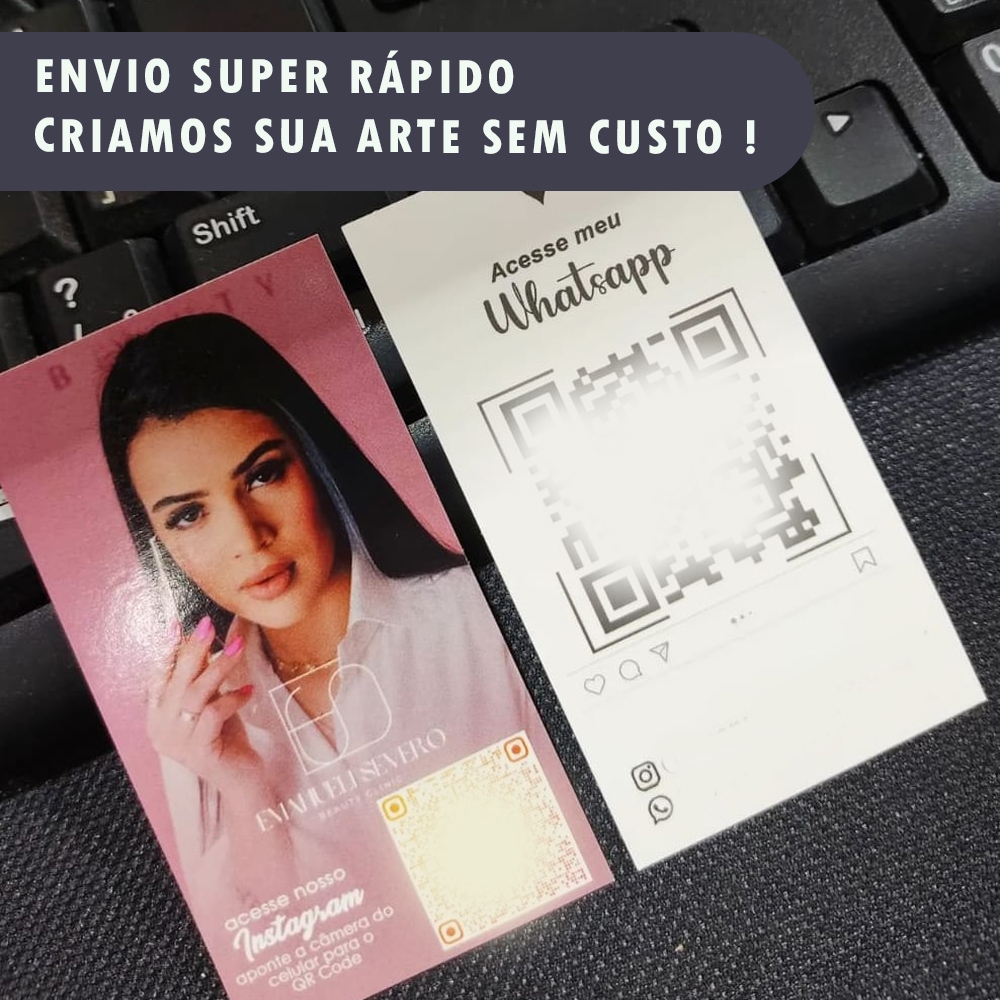 ENVIO SUPER RÁPIDO
CRIAMOS SUA ARTE SEM CUSTO !
Shift
?
BEAUTY
Acesse meu
Whatsapp
EMANUELI SEVERO
BEAUTY CLINIC
acesse nosso
Instagram
aponte a câmera do
celular para o
QR Code